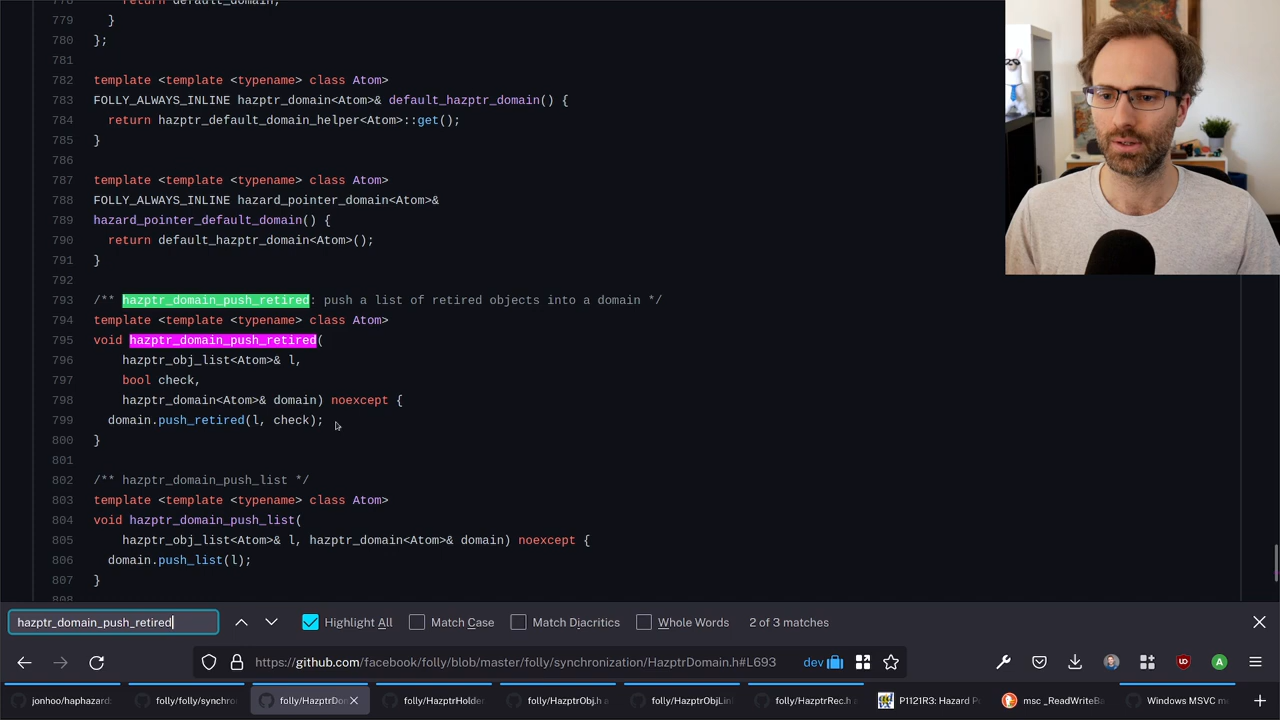 778 return default_domain;
779 }
780 };
781
782 template <template <typename> class Atom>
783 FOLLY_ALWAYS_INLINE hazptr_domain<Atom>& default_hazptr_domain() {
784 return hazptr_default_domain_helper<Atom>::get();
785 }
786
787 template <template <typename> class Atom>
788 FOLLY_ALWAYS_INLINE hazard_pointer_domain<Atom>&
789 hazard_pointer_default_domain() {
790 return default_hazptr_domain<Atom>();
791 }
792
793 /** hazptr_domain_push_retired: push a list of retired objects into a domain */
794 template <template <typename> class Atom>
795 void hazptr_domain_push_retired(
796 hazptr_obj_list<Atom>& l,
797 bool check,
798 hazptr_domain<Atom>& domain) noexcept {
799 domain.push_retired(l, check);
800 }
801
802 /** hazptr_domain_push_list */
803 template <template <typename> class Atom>
804 void hazptr_domain_push_list(
805 hazptr_obj_list<Atom>& l, hazptr_domain<Atom>& domain) noexcept {
806 domain.push_list(l);
807 }
808
hazptr_domain_push_retired Highlight All Match Case Match Diacritics Whole Words 2 of 3 matches
https://github.com/facebook/folly/blob/master/folly/synchronization/HazptrDomain.h#L693 dev A
jonhoo/haphazard: folly/synchro folly/HazptrDo folly/HazptrHolde folly/HazptrObj.h a folly/HazptrObjLin folly/HazptrRec.h a P1121R3: Hazard P msc _ReadWriteBa Windows MSVC m